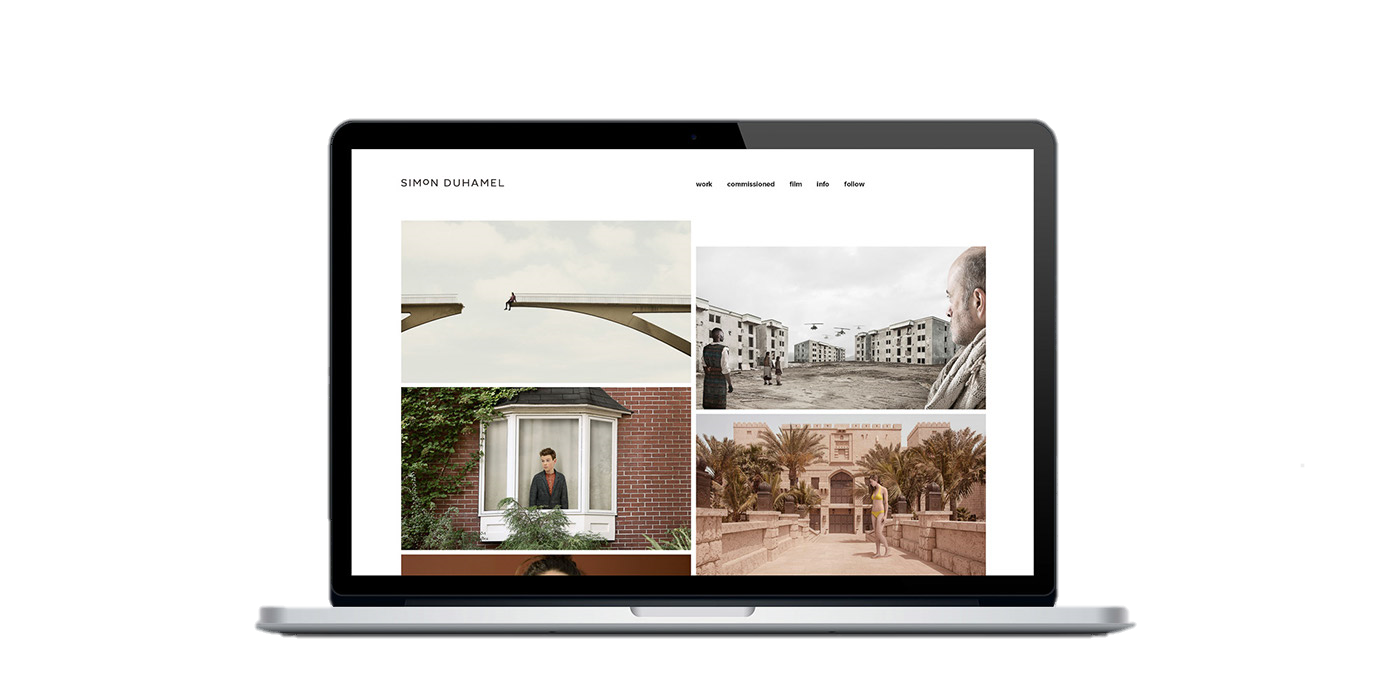 SIMON DUHAMEL
work commissioned film info follow